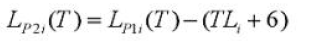 L_{P2i}(T) = L_{P1i}(T) − (TL_i + 6)